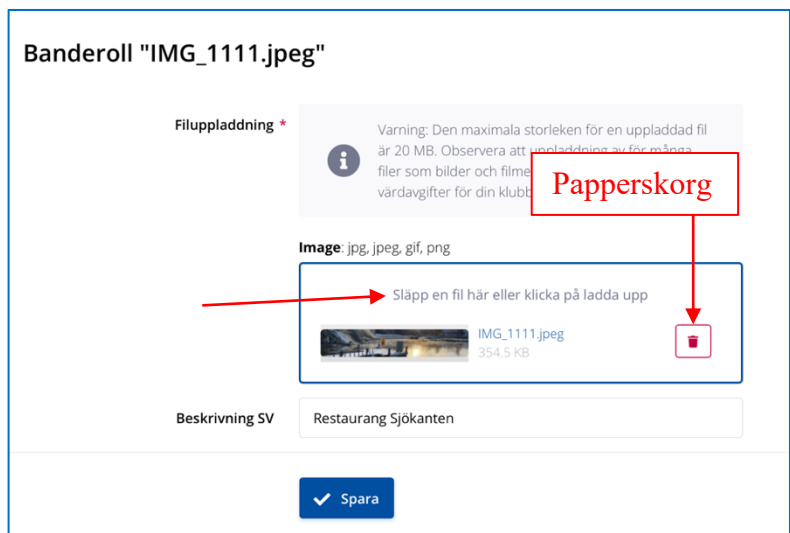 Banderoll "IMG_1111.jpeg"
Filuppladdning *
Varning: Den maximala storleken för en uppladdad fil
är 20 MB. Observera att uppladdning av för många
filer som bilder och filme
värdavgifter för din klubb
Papperskorg
Image: jpg, jpeg, gif, png
Släpp en fil här eller klicka på ladda upp
IMG_1111.jpeg
354.5 KB
Beskrivning SV
Restaurang Sjökanten
Spara